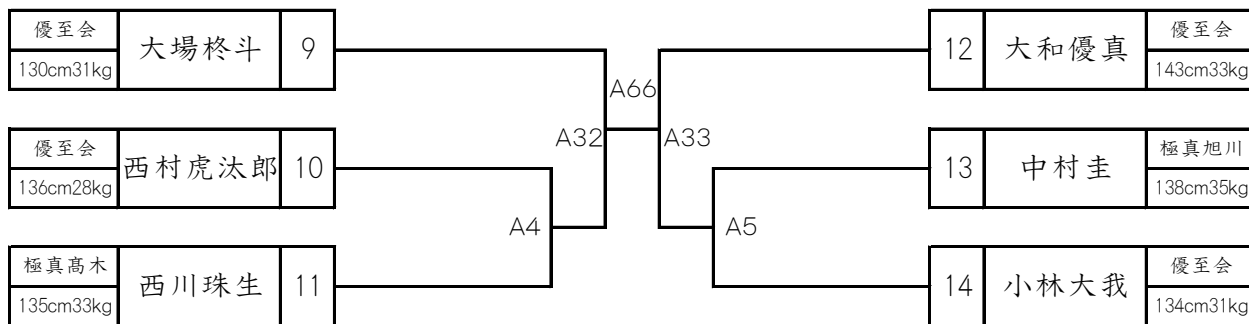 優至会
130cm31kg
大場柊斗
9
優至会
136cm28kg
西村虎汰郎
10
極真髙木
135cm33kg
西川珠生
11
A4
A32
A66
A33
A5
12
大和優真
優至会
143cm33kg
13
中村圭
極真旭川
138cm35kg
14
小林大我
優至会
134cm31kg